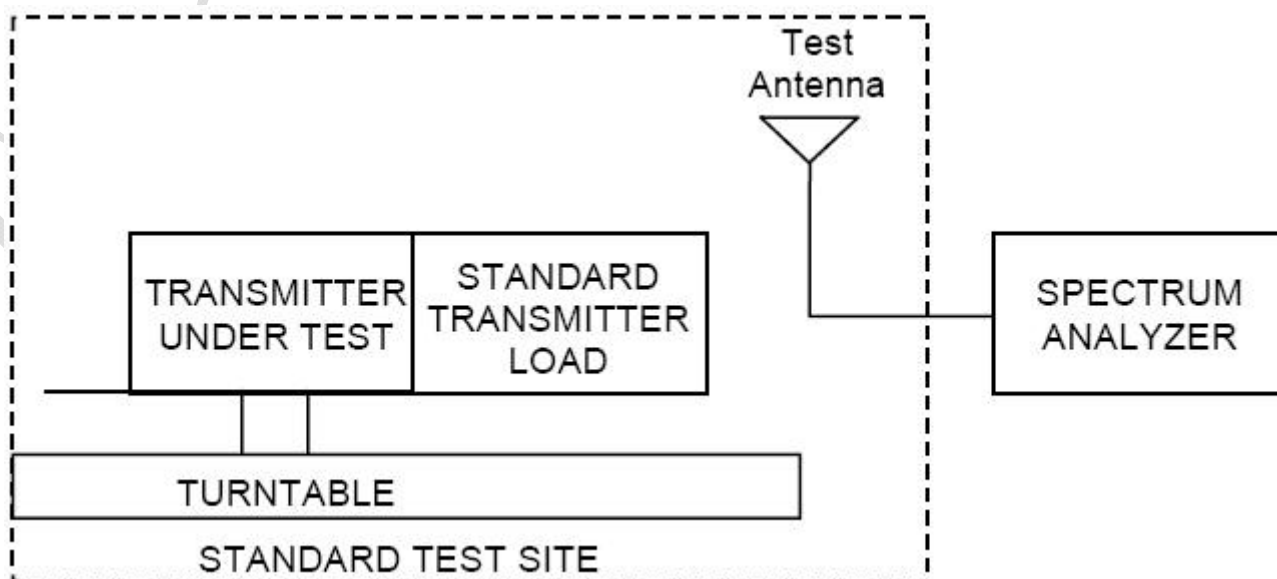 Test
Antenna
TRANSMITTER
UNDER TEST
STANDARD
TRANSMITTER
LOAD
SPECTRUM
ANALYZER
TURNTABLE
STANDARD TEST SITE